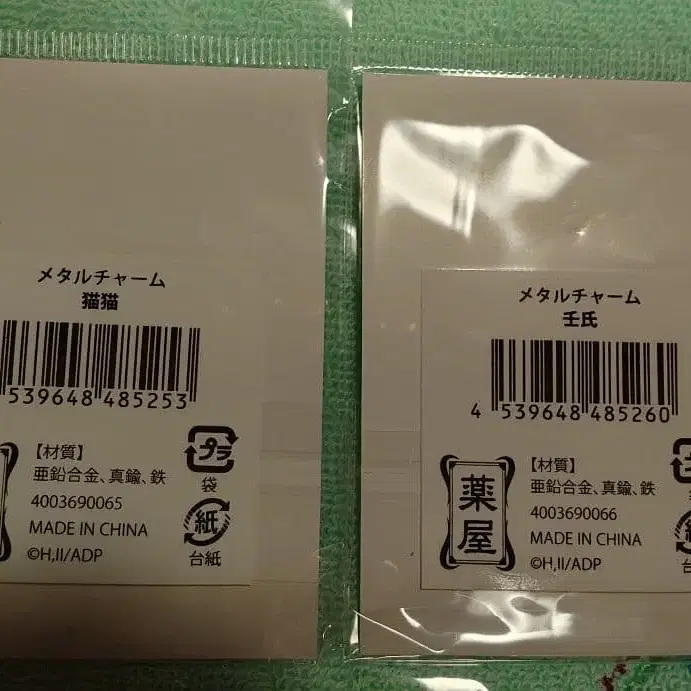 メタルチャーム
猫猫
539648 485253
【材質】
亜鉛合金、真鍮、鉄
4003690065
MADE IN CHINA
©H,II/ADP
プラ
袋
紙
台紙
メタルチャーム
壬氏
4 539648 485260
薬屋
【材質】
亜鉛合金、真鍮、鉄
4003690066
MADE IN CHINA
©H,II/ADP